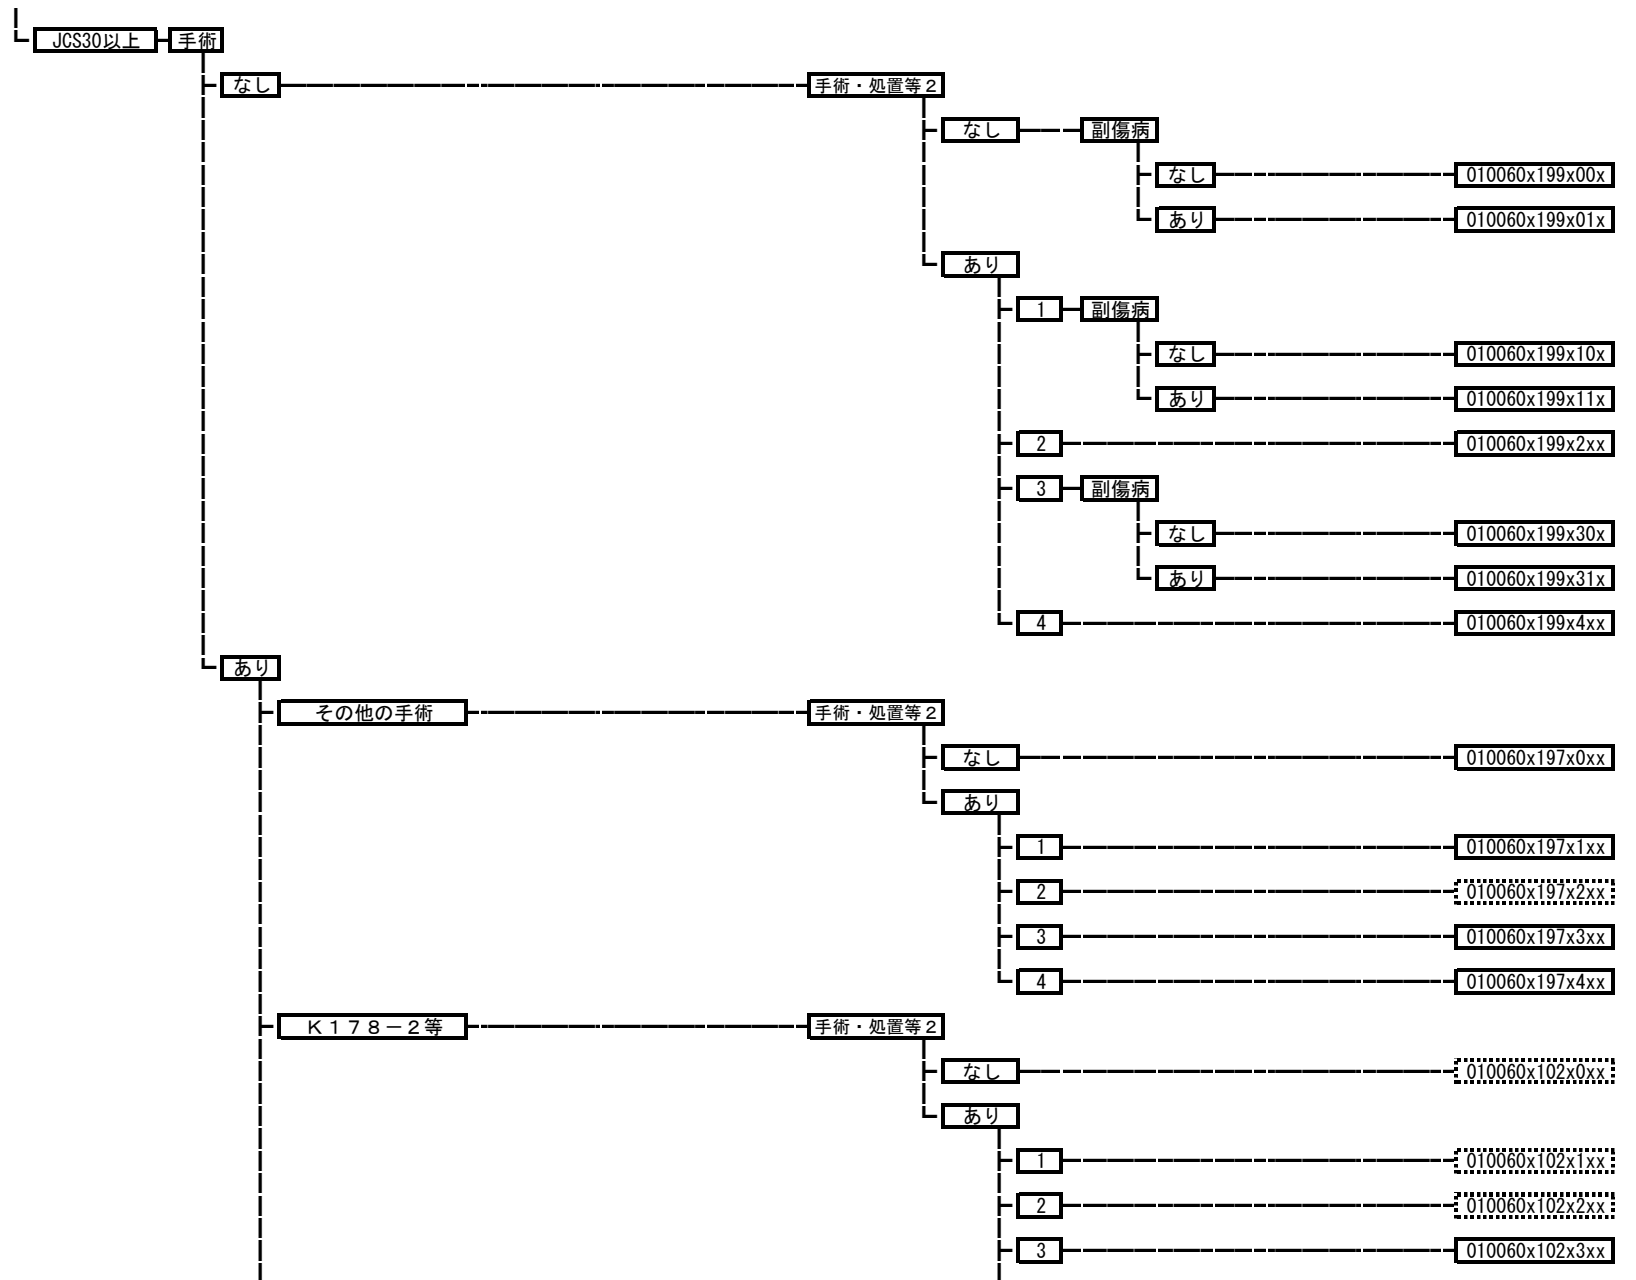 JCS30以上 手術
なし 手術・処置等２
なし 副傷病
なし 010060x199x00x
あり 010060x199x01x
あり
1 副傷病
なし 010060x199x10x
あり 010060x199x11x
2 010060x199x2xx
3 副傷病
なし 010060x199x30x
あり 010060x199x31x
4 010060x199x4xx
あり
その他の手術 手術・処置等２
なし 010060x197x0xx
あり
1 010060x197x1xx
2 010060x197x2xx
3 010060x197x3xx
4 010060x197x4xx
Ｋ１７８－２等 手術・処置等２
なし 010060x102x0xx
あり
1 010060x102x1xx
2 010060x102x2xx
3 010060x102x3xx